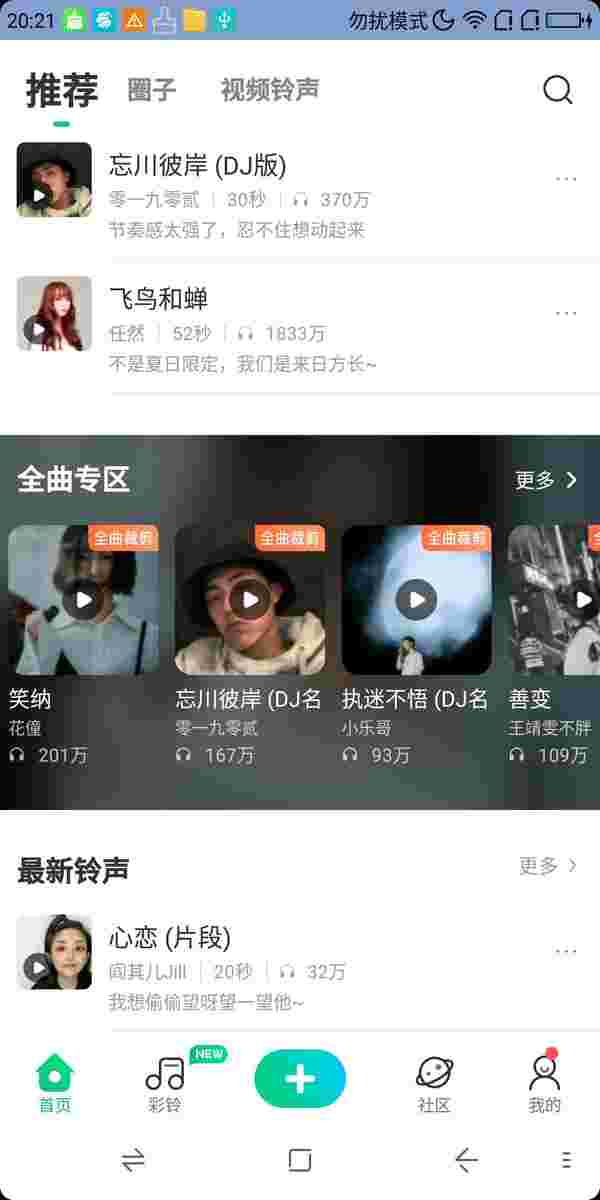 20:21 勿扰模式
推荐 圈子 视频铃声
忘川彼岸 (DJ版)
零一九零贰 30秒 370万
节奏感太强了，忍不住想动起来
飞鸟和蝉
任然 52秒 1833万
不是夏日限定，我们是来日方长~
全曲专区 更多
全曲裁剪 全曲裁剪 全曲裁剪
笑纳 忘川彼岸 (DJ名 执迷不悟 (DJ名 善变
花僮 零一九零贰 小乐哥 王靖雯不胖
201万 167万 93万 109万
最新铃声 更多
心恋 (片段)
阎其儿Jill 20秒 32万
我想偷偷望呀望一望他~
NEW
首页 彩铃 社区 我的